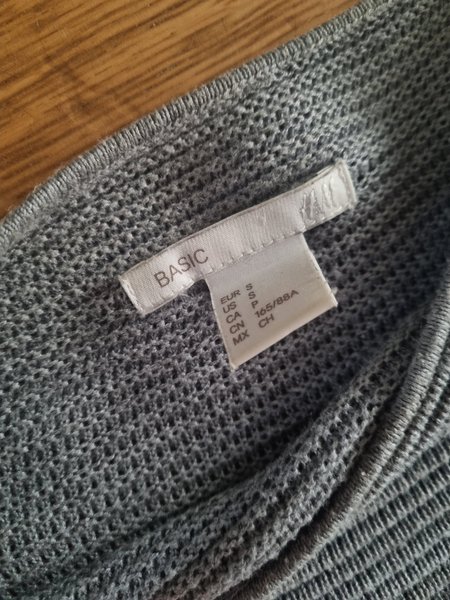 BASIC H&M
EUR S
US S
CA P
CN 165/88A
MX CH